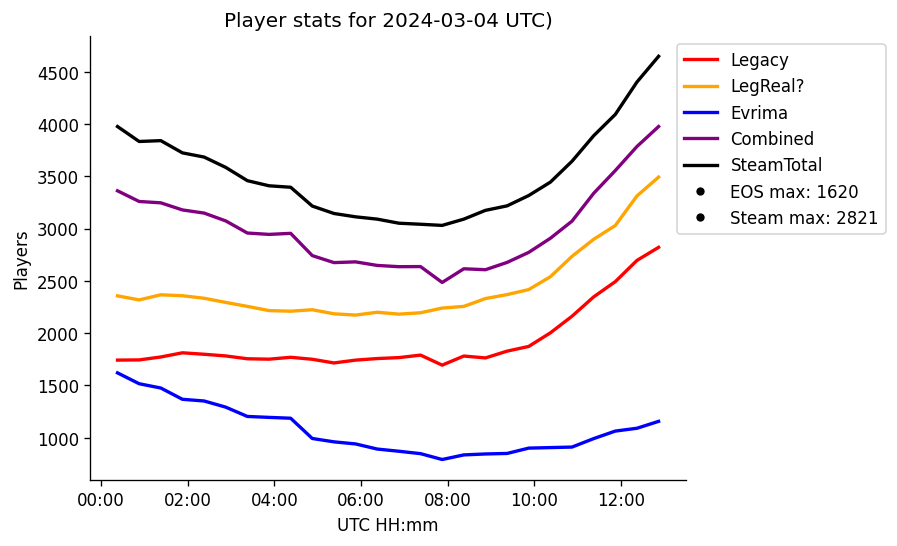 Player stats for 2024-03-04 UTC)
Legacy
LegReal?
Evrima
Combined
SteamTotal
EOS max: 1620
Steam max: 2821
Players
4500
4000
3500
3000
2500
2000
1500
1000
00:00 02:00 04:00 06:00 08:00 10:00 12:00
UTC HH:mm